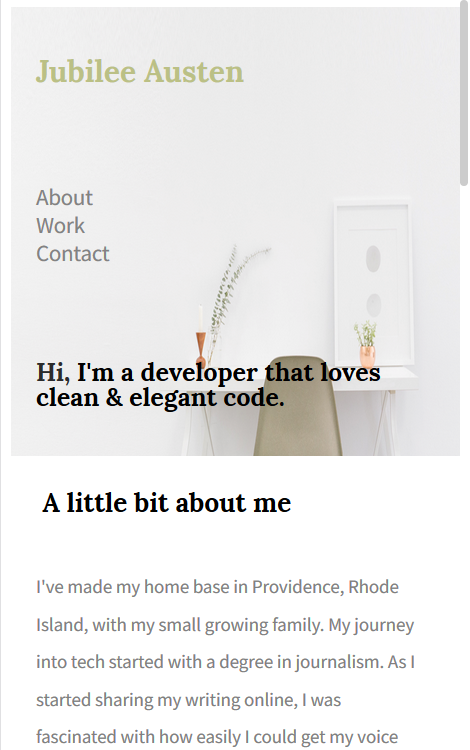 Jubilee Austen
About
Work
Contact
Hi, I'm a developer that loves
clean & elegant code.
A little bit about me
I've made my home base in Providence, Rhode
Island, with my small growing family. My journey
into tech started with a degree in journalism. As I
started sharing my writing online, I was
fascinated with how easily I could get my voice